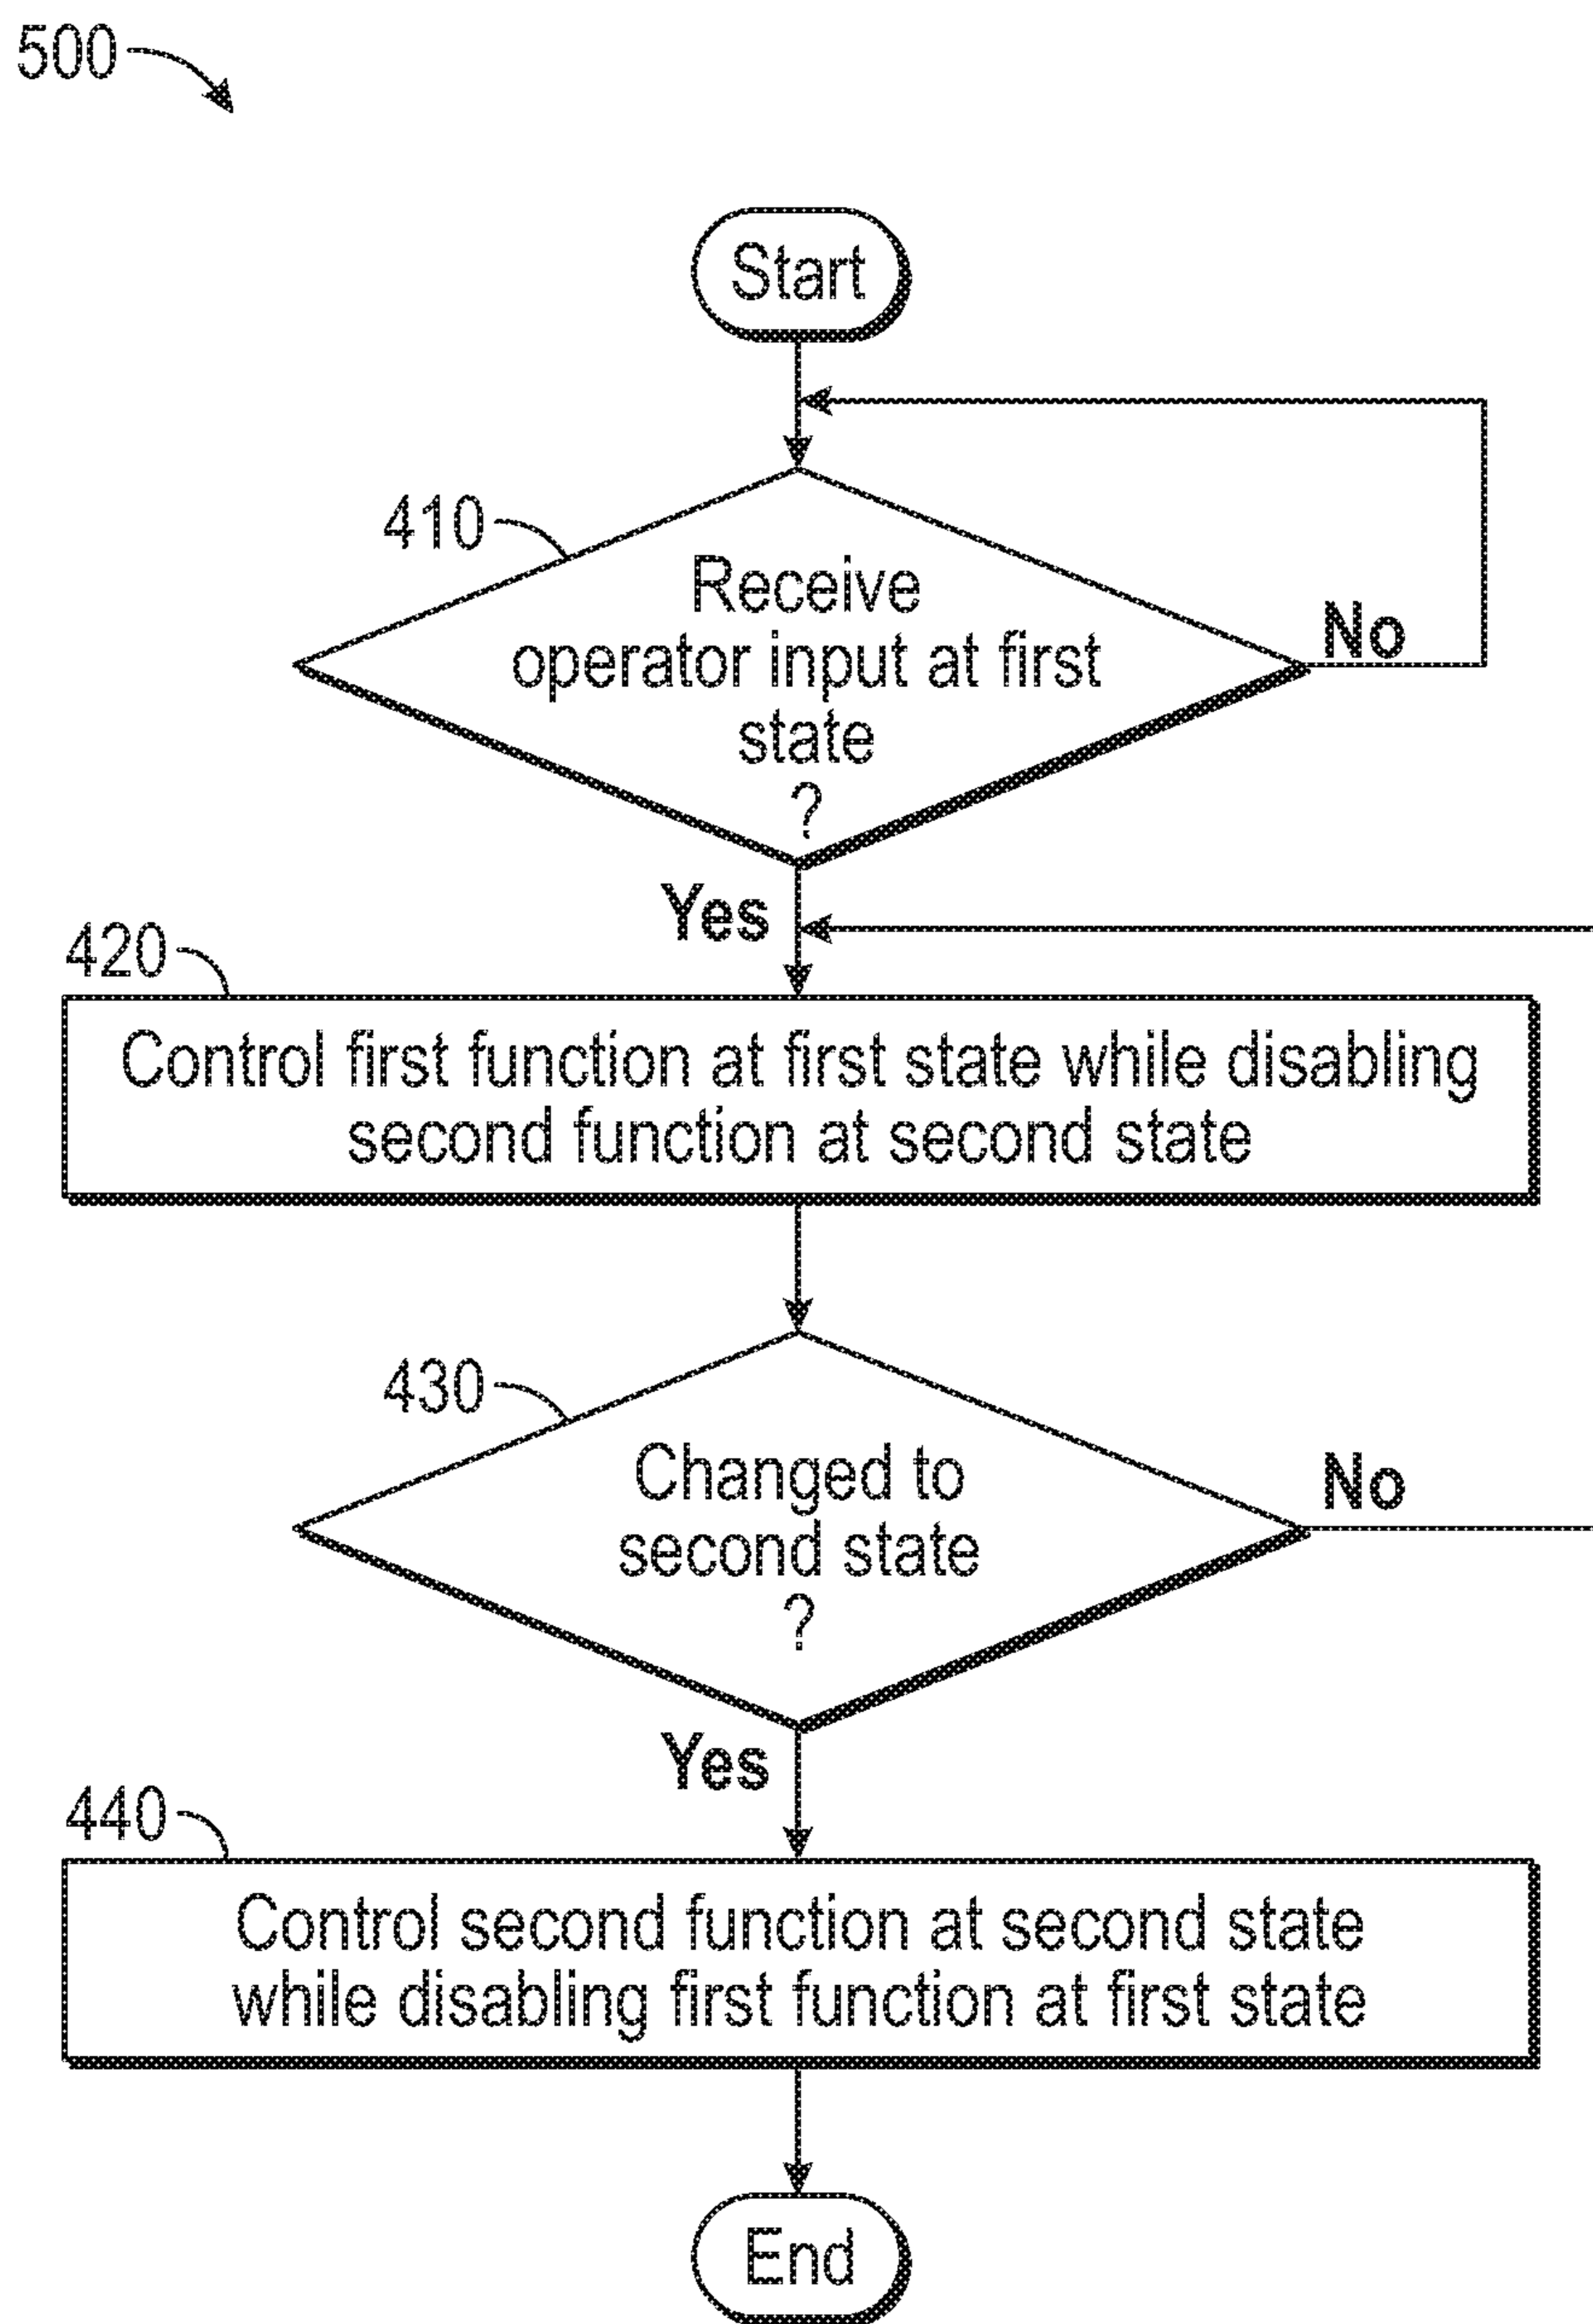 500
Start
410
Receive
operator input at first
state
?
No
Yes
420
Control first function at first state while disabling
second function at second state
430
Changed to
second state
?
No
Yes
440
Control second function at second state
while disabling first function at first state
End